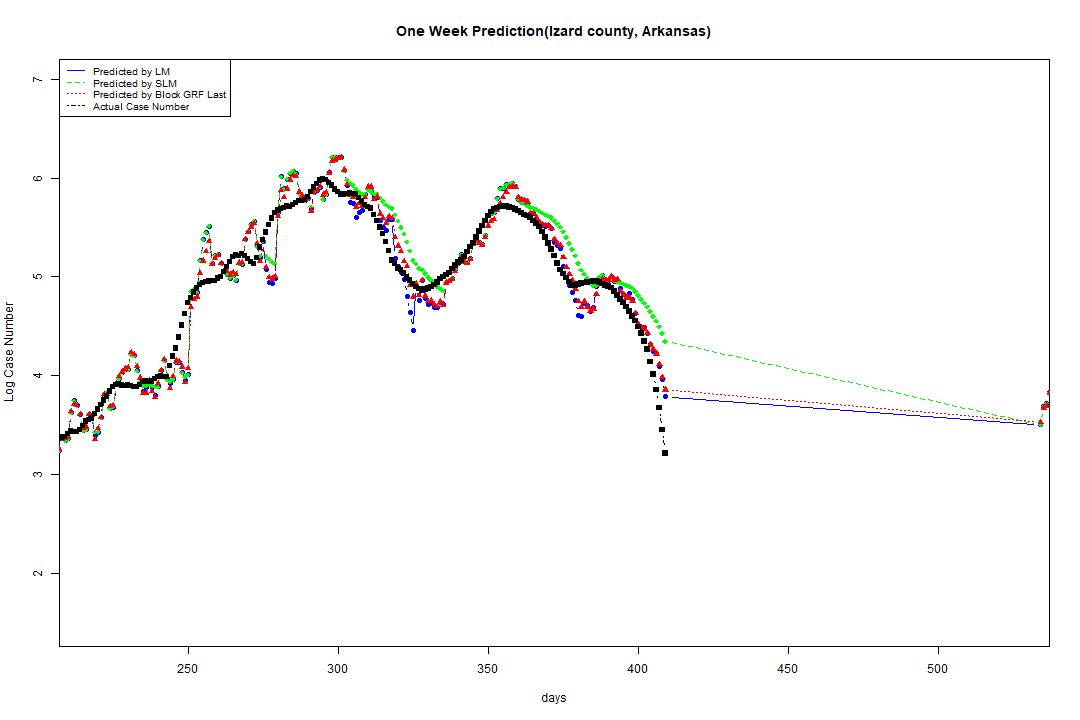 One Week Prediction(Izard county, Arkansas)
Predicted by LM
Predicted by SLM
Predicted by Block GRF Last
Actual Case Number
Log Case Number
7
6
5
4
3
2
250
300
350
400
450
500
days